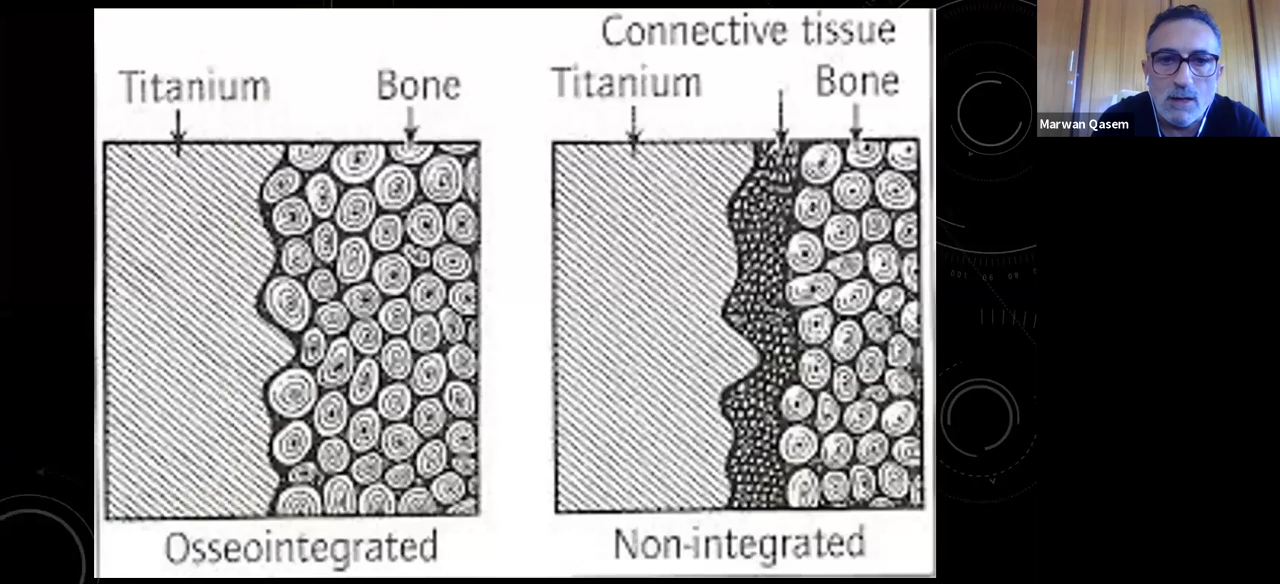 Connective tissue
Titanium
Bone
Titanium
Bone
Osseointegrated
Non-integrated
Marwan Qasem